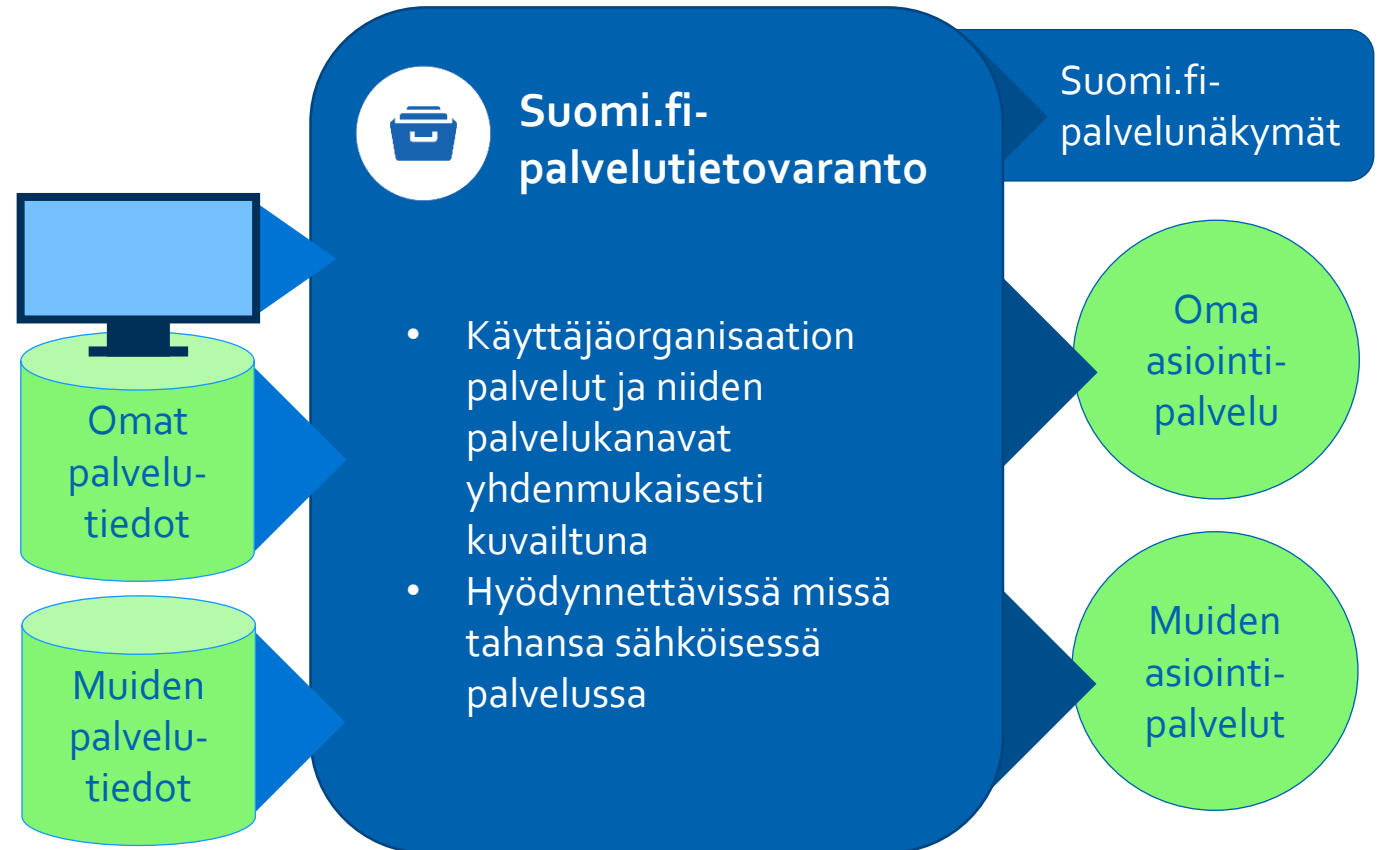 Suomi.fi-
palvelutietovaranto
Suomi.fi-
palvelunäkymät
Omat
palvelu-
tiedot
Muiden
palvelu-
tiedot
• Käyttäjäorganisaation
palvelut ja niiden
palvelukanavat
yhdenmukaisesti
kuvailtuna
• Hyödynnettävissä missä
tahansa sähköisessä
palvelussa
Oma
asiointi-
palvelu
Muiden
asiointi-
palvelut